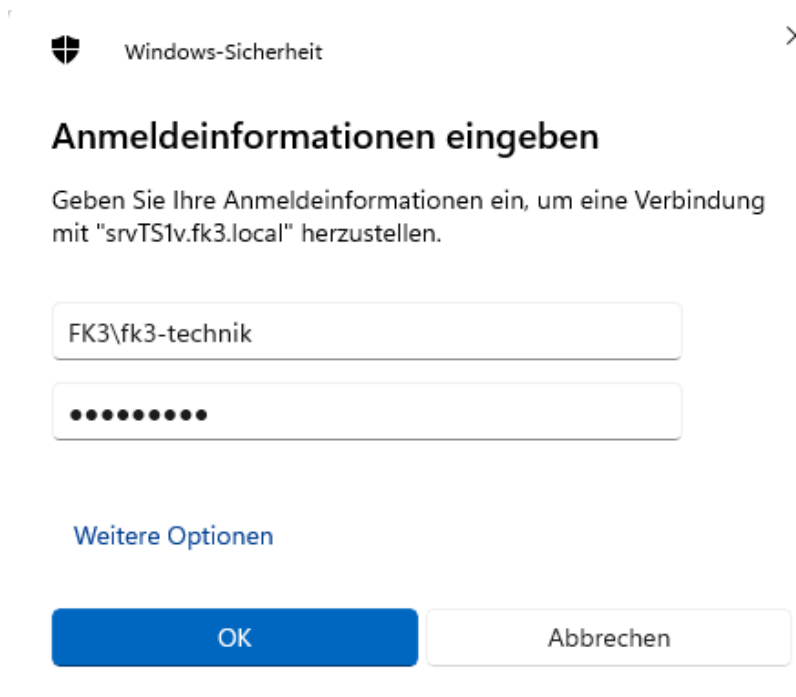 Windows-Sicherheit
Anmeldeinformationen eingeben
Geben Sie Ihre Anmeldeinformationen ein, um eine Verbindung
mit "srvTS1v.fk3.local" herzustellen.
FK3\fk3-technik
●●●●●●●●●
Weitere Optionen
OK
Abbrechen